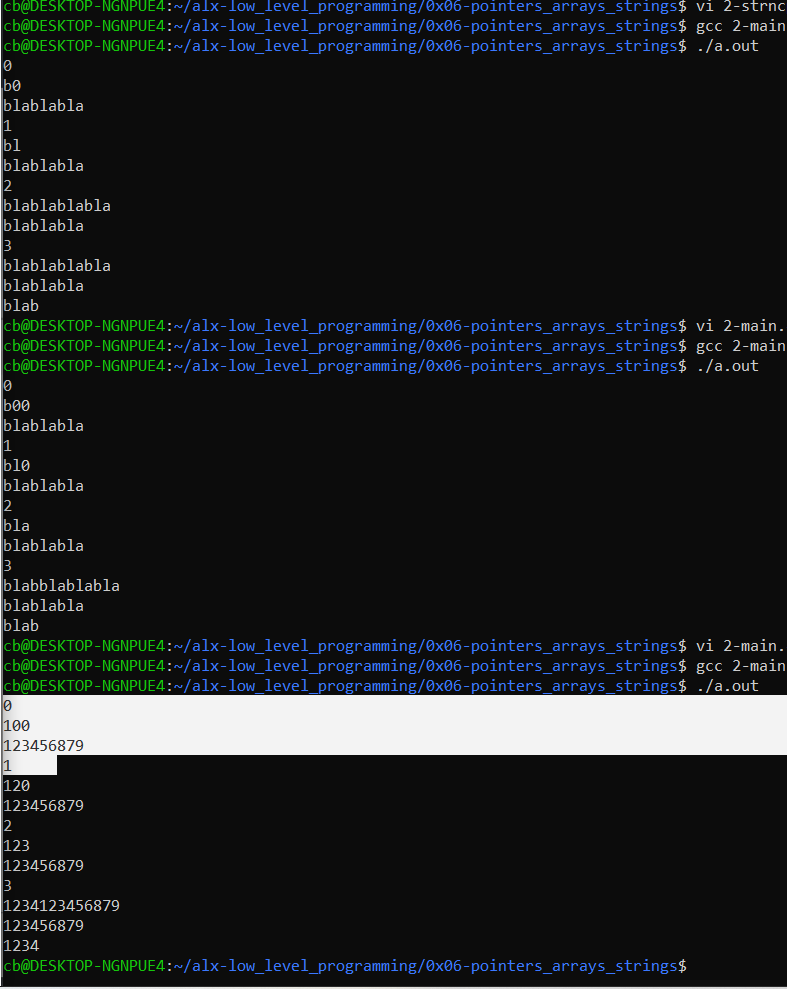 cb@DESKTOP-NGNPUE4:~/alx-low_level_programming/0x06-pointers_arrays_strings$ vi 2-strnc
cb@DESKTOP-NGNPUE4:~/alx-low_level_programming/0x06-pointers_arrays_strings$ gcc 2-main
cb@DESKTOP-NGNPUE4:~/alx-low_level_programming/0x06-pointers_arrays_strings$ ./a.out
0
b0
blablabla
1
bl
blablabla
2
blablablabla
blablabla
3
blablablabla
blablabla
blab
cb@DESKTOP-NGNPUE4:~/alx-low_level_programming/0x06-pointers_arrays_strings$ vi 2-main.
cb@DESKTOP-NGNPUE4:~/alx-low_level_programming/0x06-pointers_arrays_strings$ gcc 2-main
cb@DESKTOP-NGNPUE4:~/alx-low_level_programming/0x06-pointers_arrays_strings$ ./a.out
0
b00
blablabla
1
bl0
blablabla
2
bla
blablabla
3
blabblablabla
blablabla
blab
cb@DESKTOP-NGNPUE4:~/alx-low_level_programming/0x06-pointers_arrays_strings$ vi 2-main.
cb@DESKTOP-NGNPUE4:~/alx-low_level_programming/0x06-pointers_arrays_strings$ gcc 2-main
cb@DESKTOP-NGNPUE4:~/alx-low_level_programming/0x06-pointers_arrays_strings$ ./a.out
0
100
123456879
1
120
123456879
2
123
123456879
3
1234123456879
123456879
1234
cb@DESKTOP-NGNPUE4:~/alx-low_level_programming/0x06-pointers_arrays_strings$